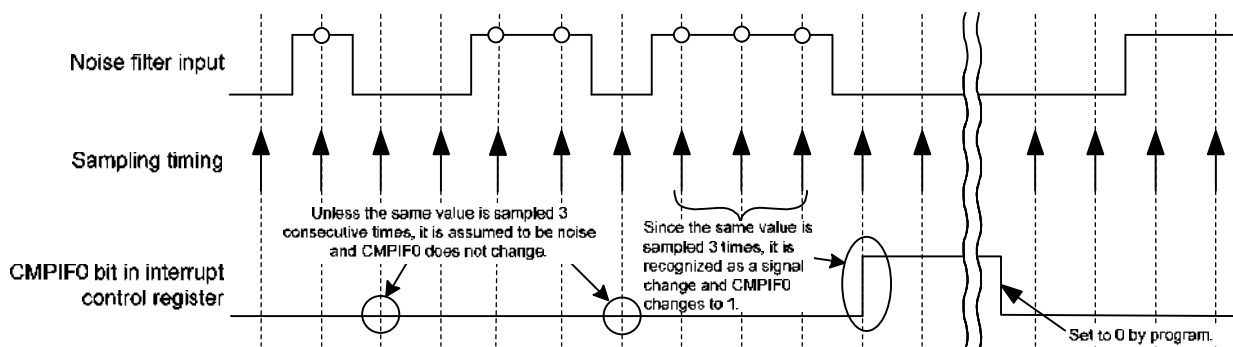 Noise filter input
Sampling timing
Unless the same value is sampled 3
consecutive times, it is assumed to be noise
and CMPIF0 does not change.
Since the same value is
sampled 3 times, it is
recognized as a signal
change and CMPIF0
changes to 1.
CMPIF0 bit in interrupt
control register
Set to 0 by program.